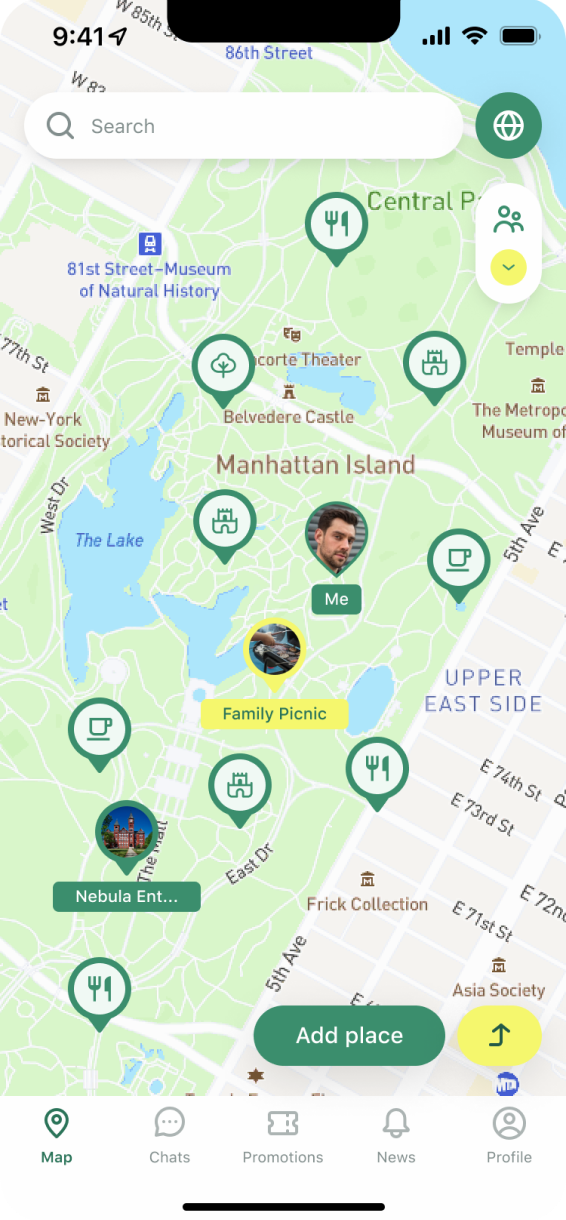 9:41
W 85th St
86th Street
W 83
Search
Central P
81st Street–Museum
of Natural History
77th St
acorte Theater
Temple
New-York
torical Society
Belvedere Castle
The Metropo
Museum of
Manhattan Island
West Dr
The Lake
5th Ave
E
Me
UPPER
EAST SIDE
Family Picnic
E 74th St
E 73rd St
The Mall
East Dr
Nebula Ent...
Frick Collection
E 72n
E 71st St
5th Ave
Asia Society
Add place
MTA
Map
Chats
Promotions
News
Profile